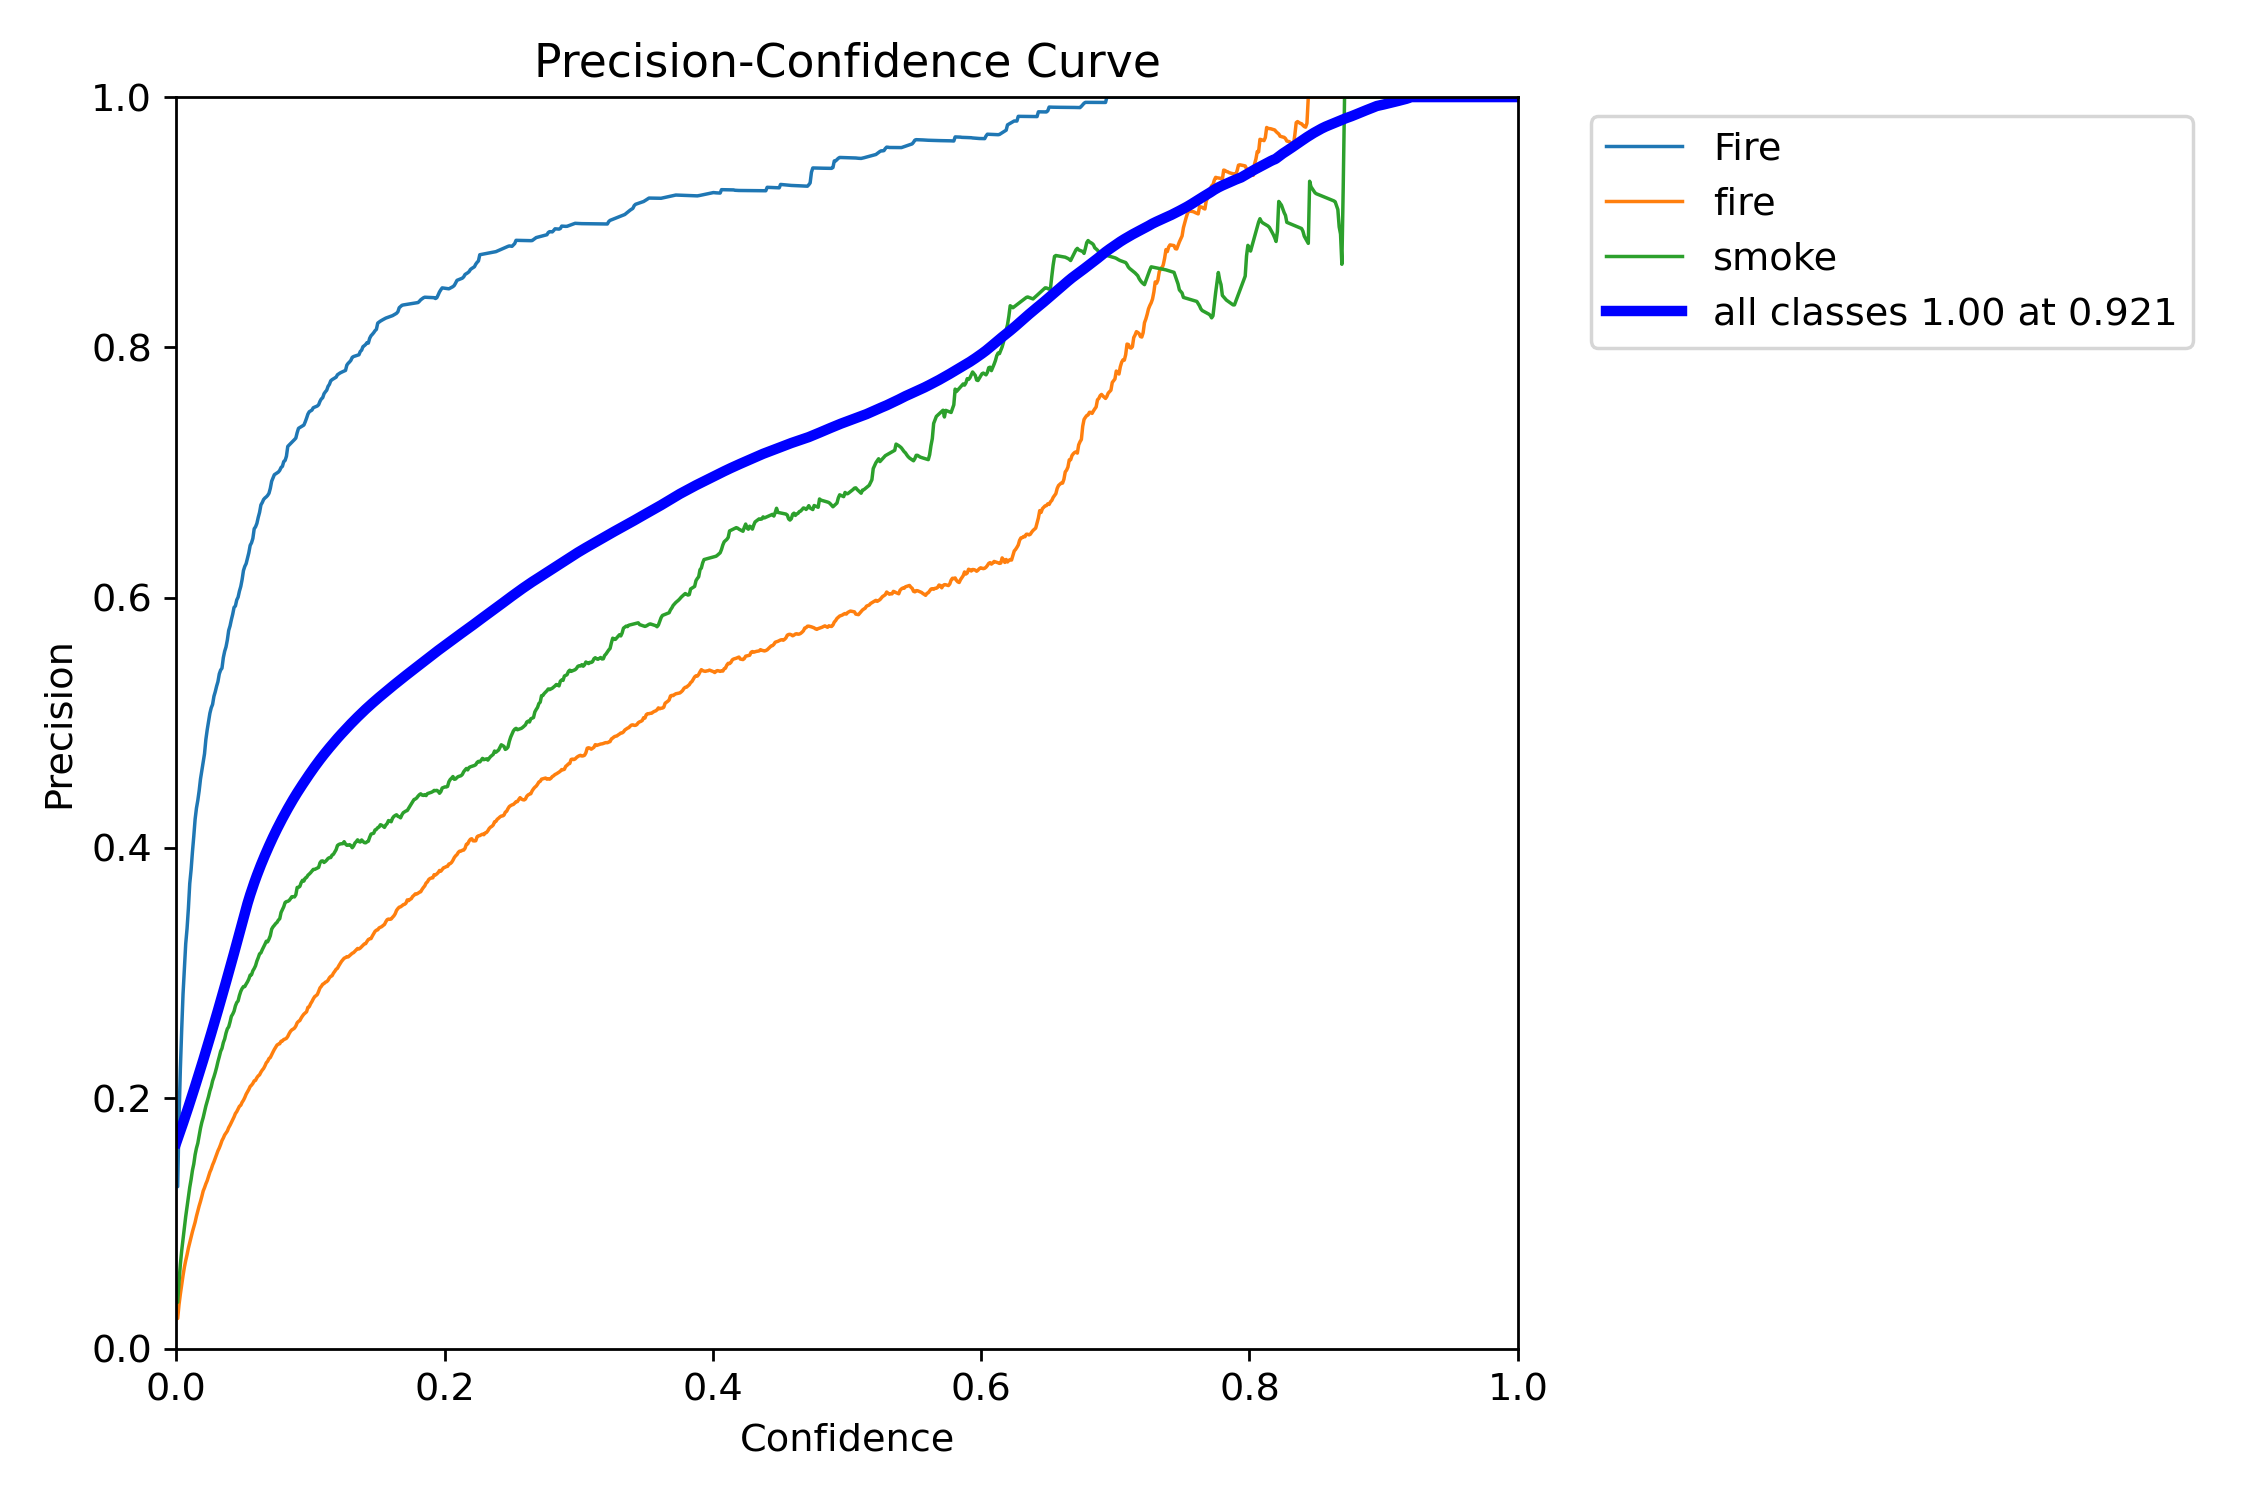 Precision-Confidence Curve
1.0
0.8
0.6
0.4
0.2
0.0
Precision
0.0 0.2 0.4 0.6 0.8 1.0
Confidence
Fire
fire
smoke
all classes 1.00 at 0.921